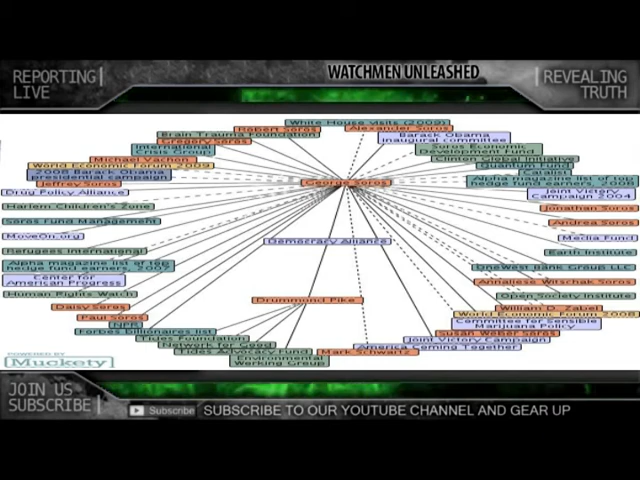 WATCHMEN UNLEASHED
REPORTING
LIVE
REVEALING
TRUTH
White House visits (2009)
Robert Soros
Alexander Soros
Brain Trauma Foundation
Barack Obama
inaugural committee
Gregory Soros
International
Crisis Group
Soros Economic
Development Fund
Michael Vachon
Clinton Global Initiative
World Economic Forum (2009)
Quantum Fund
2008 Barack Obama
presidential campaign
Catalist
Jeffrey Soros
George Soros
Alpha magazine list of top
hedge fund earners, 2008
Drug Policy Alliance
Joint Victory
Campaign 2004
Harlem Children's Zone
Jonathan Soros
Soros Fund Management
Andrea Soros
MoveOn.org
Democracy Alliance
Media Fund
Refugees International
Earth Institute
Alpha magazine list of top
hedge fund earners, 2007
OneWest Bank Group LLC
Center for
American Progress
Annaliese Witschak Soros
Human Rights Watch
Drummond Pike
Open Society Institute
Daisy Soros
William D. Zabel
Paul Soros
World Economic Forum 2008
NPR
Committee for Sensible
Marijuana Policy
Forbes Billionaires list
Susan Weber Soros
Tides Foundation
Joint Victory Campaign
Network for Good
America Coming Together
Tides Advocacy Fund
Mark Schwartz
Environmental
Working Group
POWERED BY
Muckety
JOIN US
SUBSCRIBE
Subscribe
SUBSCRIBE TO OUR YOUTUBE CHANNEL AND GEAR UP